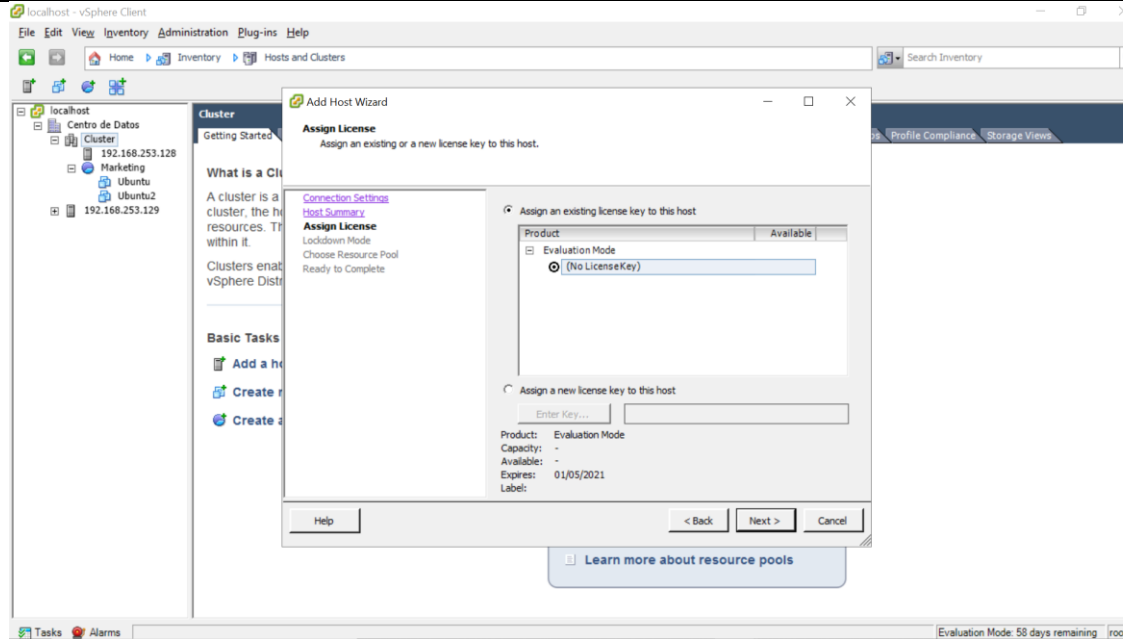 localhost - vSphere Client
File Edit View Inventory Administration Plug-ins Help
Home Inventory Hosts and Clusters
Search Inventory
localhost
Centro de Datos
Cluster
192.168.253.128
Marketing
Ubuntu
Ubuntu2
192.168.253.129
Cluster
Getting Started
Profile Compliance Storage Views
What is a
A cluster is a
cluster, the
resources.
within it.
Clusters
vSphere
Basic Tasks
Add a
Create
Create
Add Host Wizard
Assign License
Assign an existing or a new license key to this host.
Connection Settings
Host Summary
Assign License
Lockdown Mode
Choose Resource Pool
Ready to Complete
Assign an existing license key to this host
Product Available
Evaluation Mode
(No LicenseKey)
Assign a new license key to this host
Enter Key...
Product: Evaluation Mode
Capacity: -
Available: -
Expires: 01/05/2021
Label:
Help < Back Next > Cancel
Learn more about resource pools
Tasks Alarms
Evaluation Mode: 58 days remaining